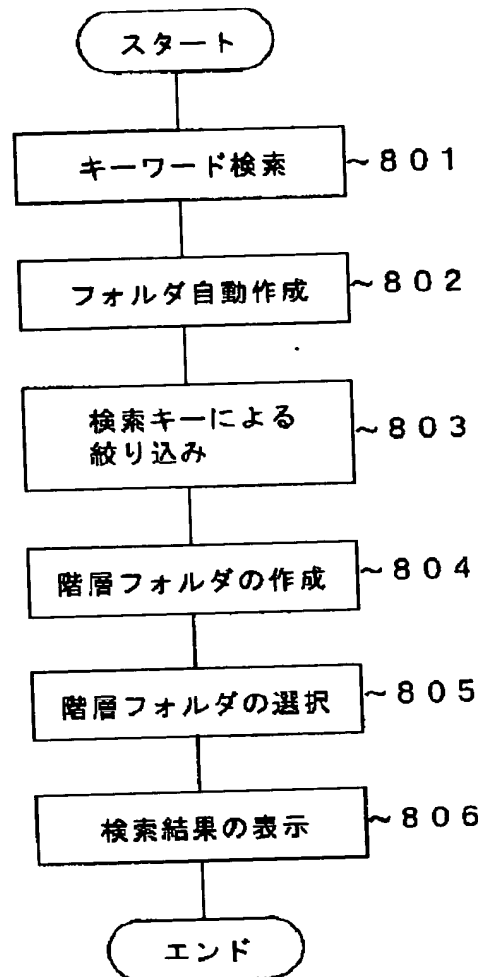 スタート
キーワード検索 ~801
フォルダ自動作成 ~802
検索キーによる
絞り込み ~803
階層フォルダの作成 ~804
階層フォルダの選択 ~805
検索結果の表示 ~806
エンド